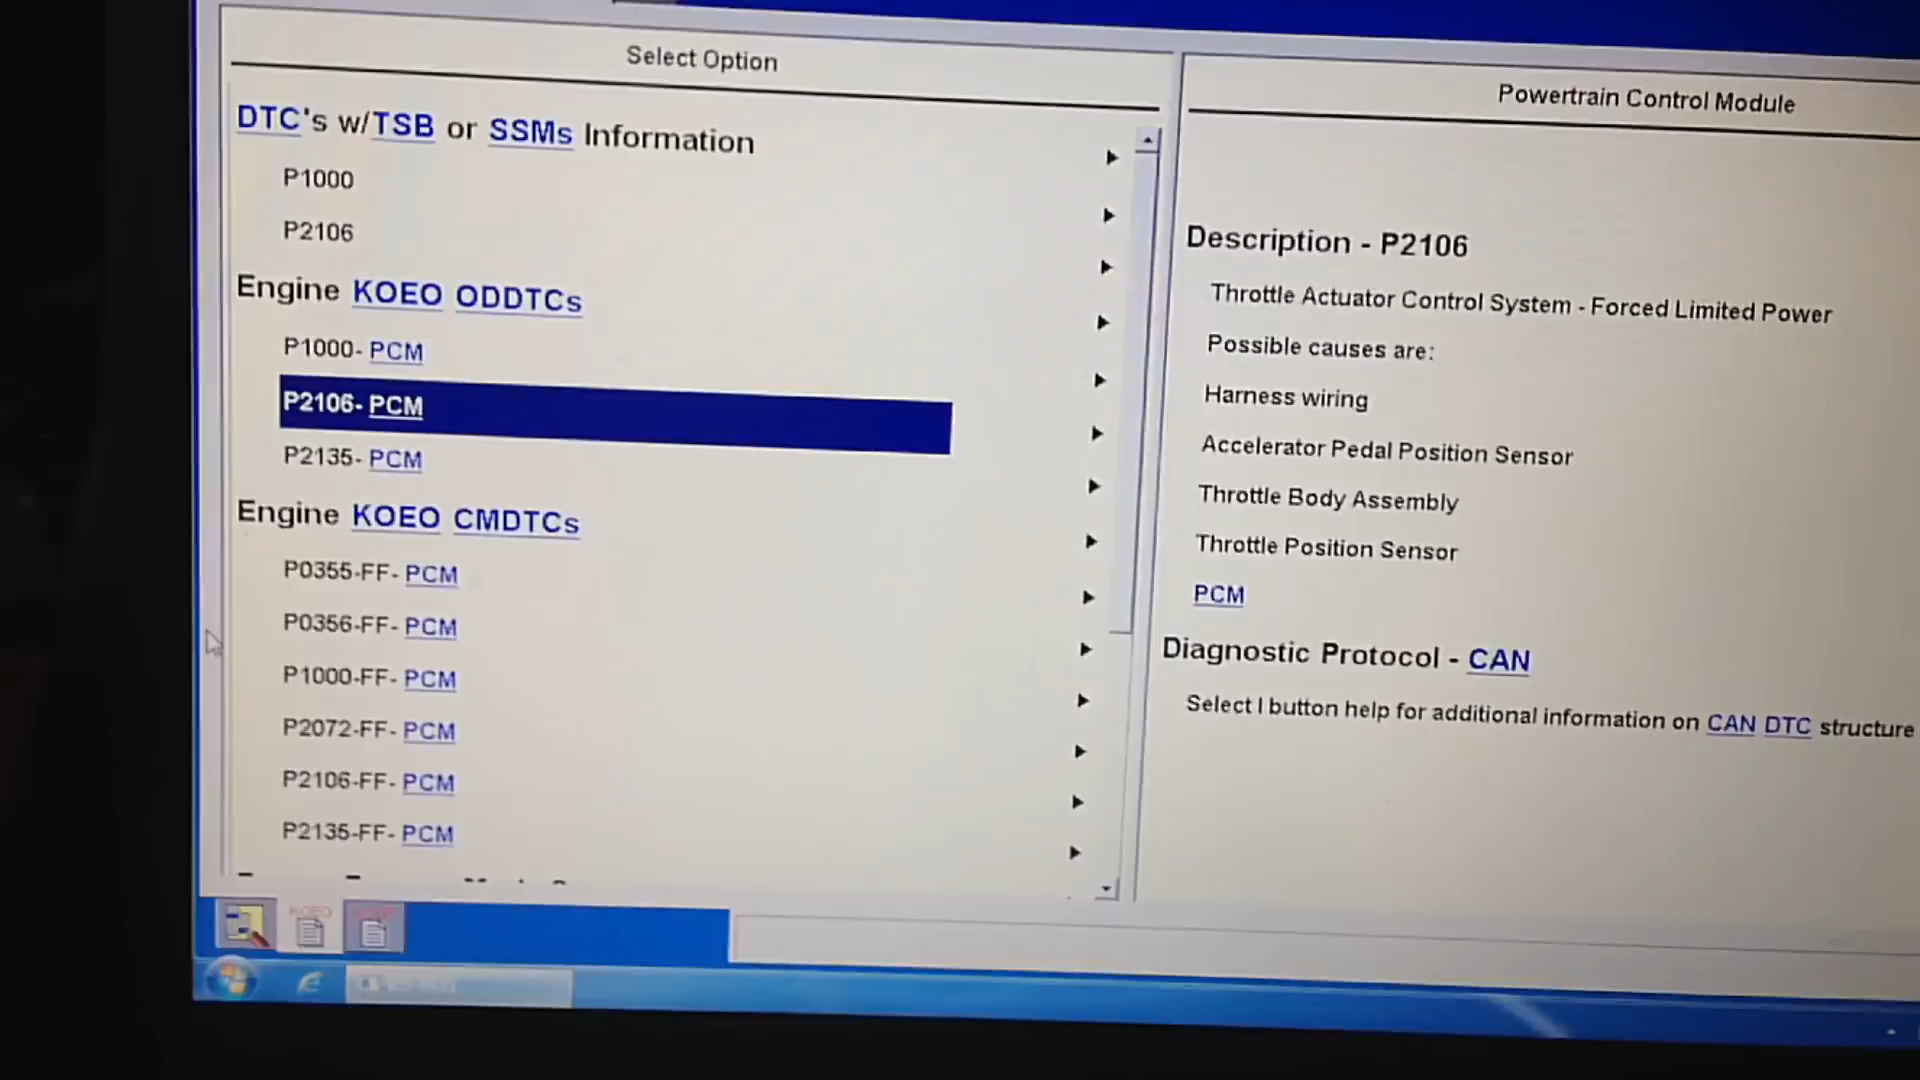 Select Option
DTC's w/TSB or SSMs Information
P1000
P2106
Engine KOEO ODDTCs
P1000- PCM
P2106- PCM
P2135- PCM
Engine KOEO CMDTCs
P0355-FF- PCM
P0356-FF- PCM
P1000-FF- PCM
P2072-FF- PCM
P2106-FF- PCM
P2135-FF- PCM
KOEO
Powertrain Control Module
Description - P2106
Throttle Actuator Control System - Forced Limited Power
Possible causes are:
Harness wiring
Accelerator Pedal Position Sensor
Throttle Body Assembly
Throttle Position Sensor
PCM
Diagnostic Protocol - CAN
Select I button help for additional information on CAN DTC structure